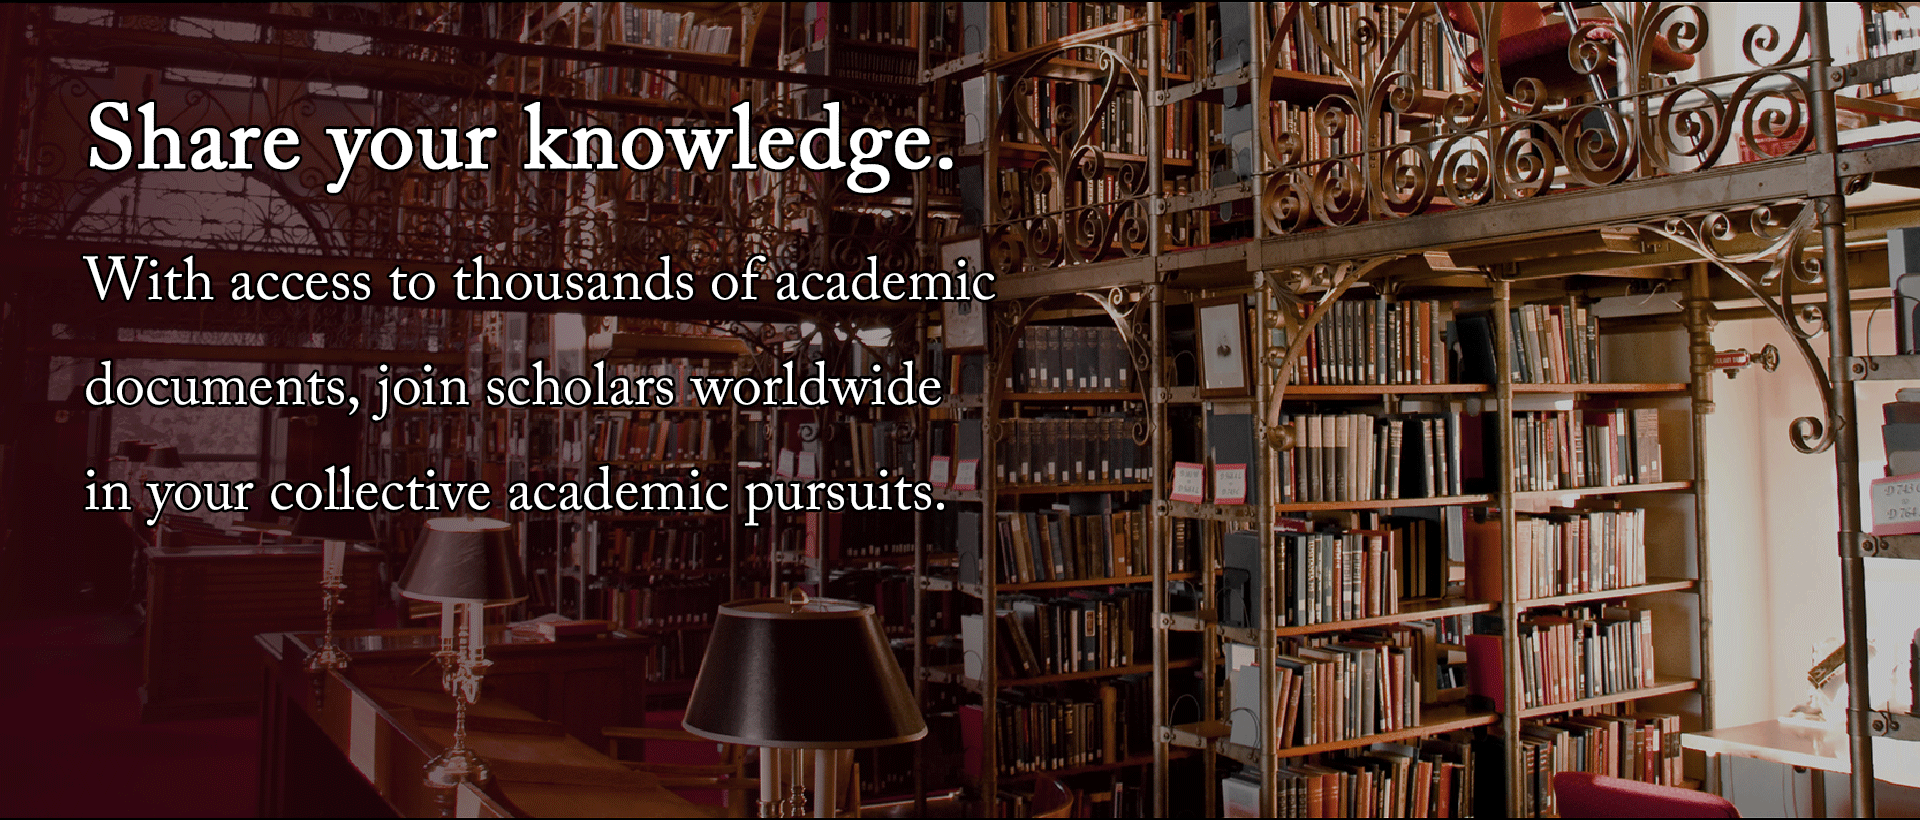 Share your knowledge.
With access to thousands of academic
documents, join scholars worldwide
in your collective academic pursuits.